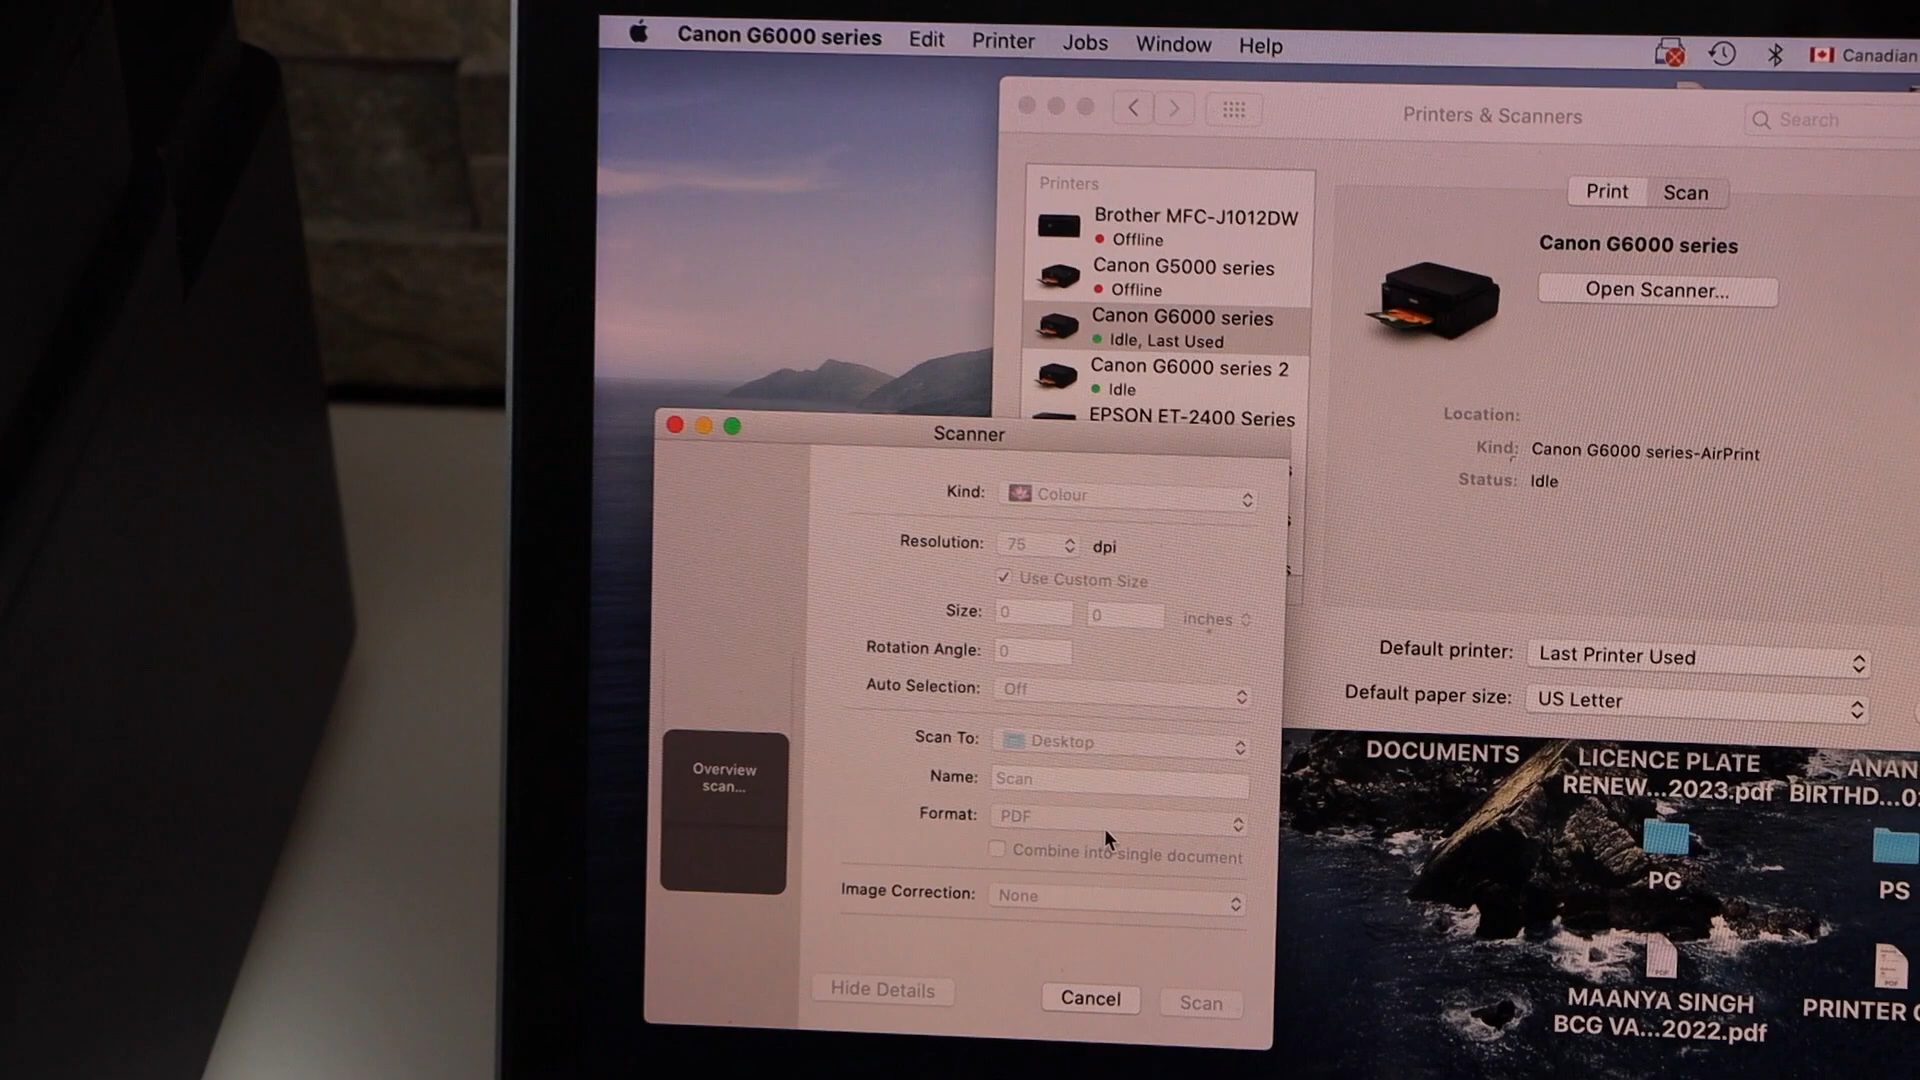 Canon G6000 series Edit Printer Jobs Window Help
Canadian
Printers & Scanners
Search
Printers
Brother MFC-J1012DW
Offline
Canon G5000 series
Offline
Canon G6000 series
Idle, Last Used
Canon G6000 series 2
Idle
EPSON ET-2400 Series
Print Scan
Canon G6000 series
Open Scanner...
Location:
Kind: Canon G6000 series-AirPrint
Status: Idle
Default printer: Last Printer Used
Default paper size: US Letter
Scanner
Overview
scan...
Kind: Colour
Resolution: 75 dpi
Use Custom Size
Size: 0 0 inches
Rotation Angle: 0
Auto Selection: Off
Scan To: Desktop
Name: Scan
Format: PDF
Combine into single document
Image Correction: None
Hide Details Cancel Scan
DOCUMENTS
LICENCE PLATE
RENEW...2023.pdf
ANAN
BIRTHD...0
PG
PS
PDF
MAANYA SINGH
BCG VA...2022.pdf
PRINTER